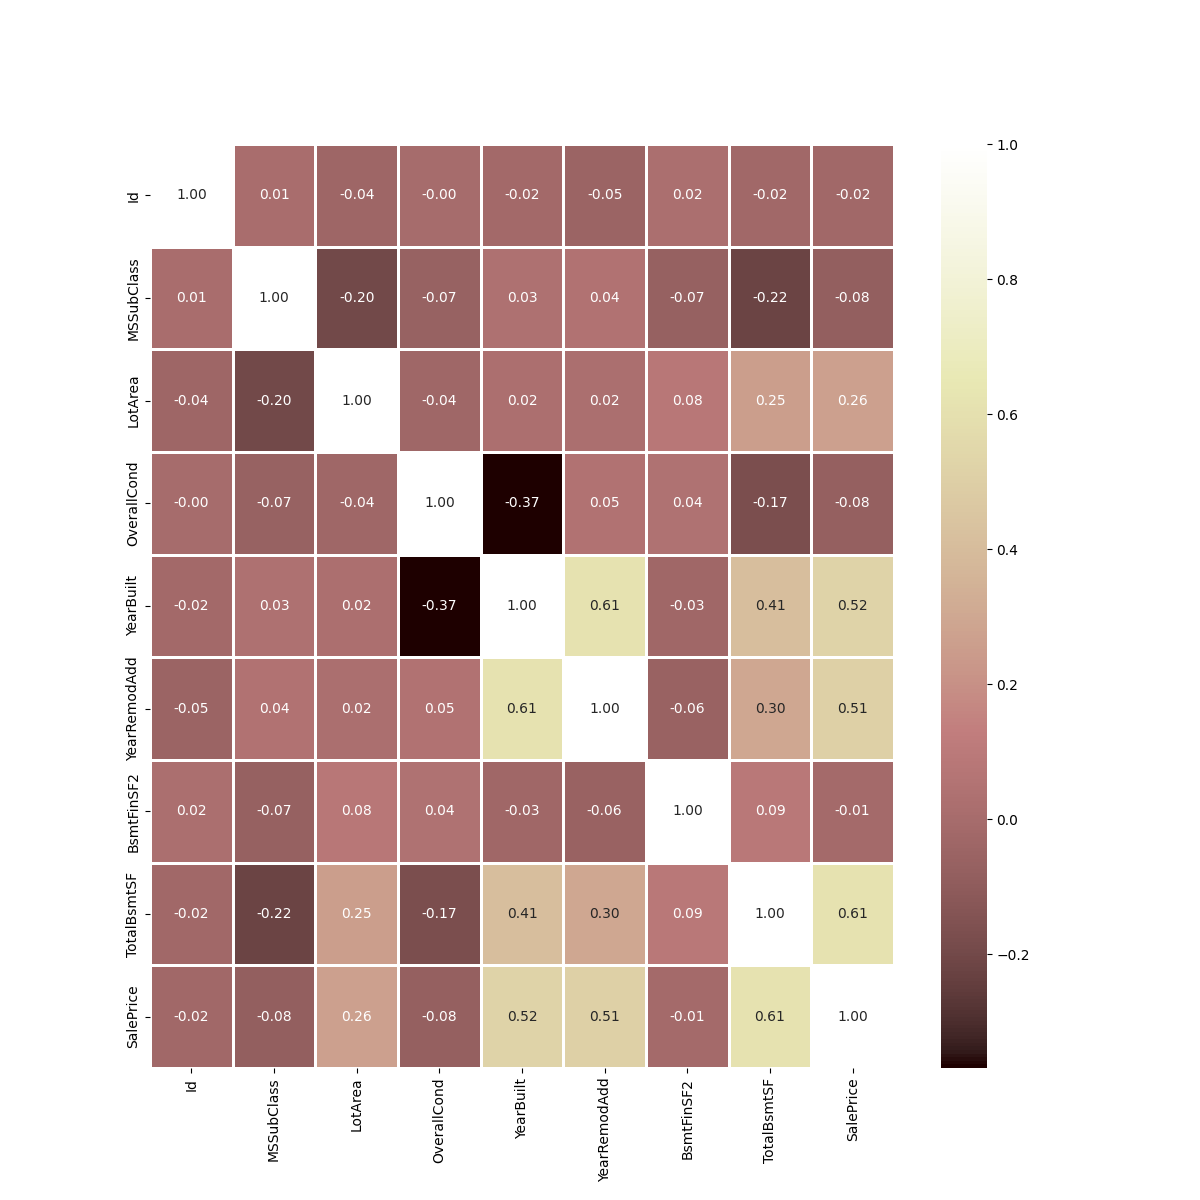 1.0
Id 1.00 0.01 -0.04 -0.00 -0.02 -0.05 0.02 -0.02 -0.02
0.8
MSSubClass 0.01 1.00 -0.20 -0.07 0.03 0.04 -0.07 -0.22 -0.08
LotArea -0.04 -0.20 1.00 -0.04 0.02 0.02 0.08 0.25 0.26
0.6
OverallCond -0.00 -0.07 -0.04 1.00 -0.37 0.05 0.04 -0.17 -0.08
0.4
YearBuilt -0.02 0.03 0.02 -0.37 1.00 0.61 -0.03 0.41 0.52
0.2
YearRemodAdd -0.05 0.04 0.02 0.05 0.61 1.00 -0.06 0.30 0.51
BsmtFinSF2 0.02 -0.07 0.08 0.04 -0.03 -0.06 1.00 0.09 -0.01
0.0
TotalBsmtSF -0.02 -0.22 0.25 -0.17 0.41 0.30 0.09 1.00 0.61
−0.2
SalePrice -0.02 -0.08 0.26 -0.08 0.52 0.51 -0.01 0.61 1.00
Id MSSubClass LotArea OverallCond YearBuilt YearRemodAdd BsmtFinSF2 TotalBsmtSF SalePrice